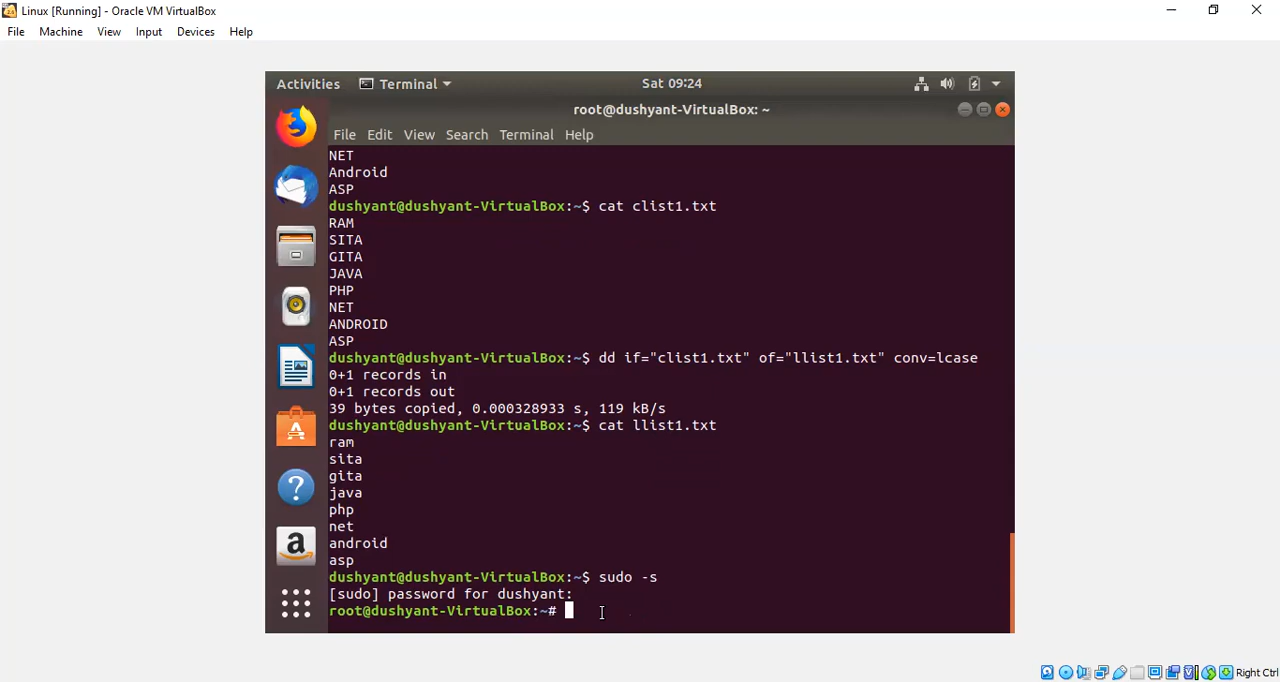 Linux [Running] - Oracle VM VirtualBox
File Machine View Input Devices Help
Activities Terminal Sat 09:24
root@dushyant-VirtualBox: ~
File Edit View Search Terminal Help
NET
Android
ASP
dushyant@dushyant-VirtualBox:~$ cat clist1.txt
RAM
SITA
GITA
JAVA
PHP
NET
ANDROID
ASP
dushyant@dushyant-VirtualBox:~$ dd if="clist1.txt" of="llist1.txt" conv=lcase
0+1 records in
0+1 records out
39 bytes copied, 0.000328933 s, 119 kB/s
dushyant@dushyant-VirtualBox:~$ cat llist1.txt
ram
sita
gita
java
php
net
android
asp
dushyant@dushyant-VirtualBox:~$ sudo -s
[sudo] password for dushyant:
root@dushyant-VirtualBox:~#
Right Ctrl